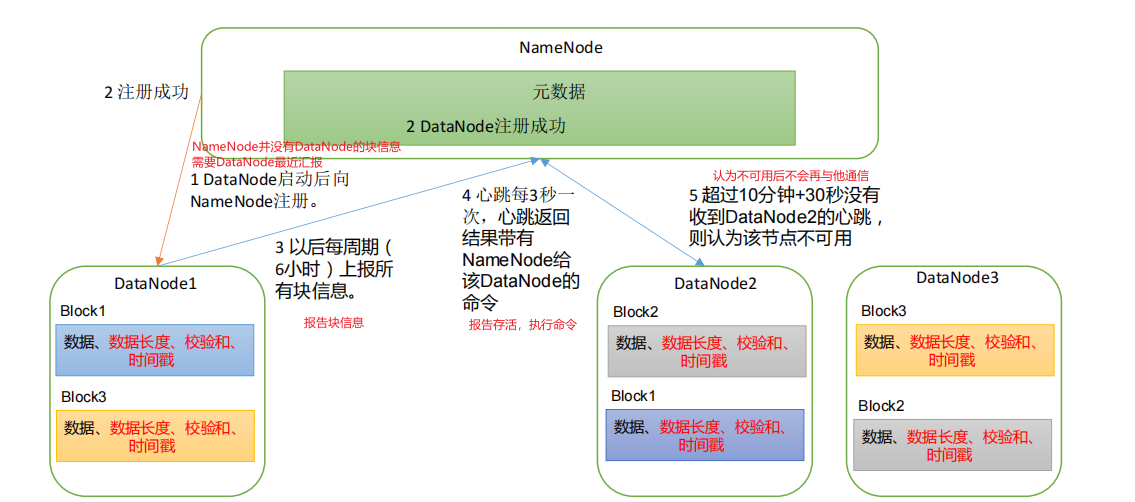 NameNode
元数据
2 DataNode注册成功
2 注册成功
NameNode并没有DataNode的块信息
需要DataNode最近汇报
1 DataNode启动后向
NameNode注册。
3 以后每周期（
6小时）上报所
有块信息。
报告块信息
4 心跳每3秒一
次，心跳返回
结果带有
NameNode给
该DataNode的
命令
报告存活，执行命令
认为不可用后不会再与他通信
5 超过10分钟+30秒没有
收到DataNode2的心跳，
则认为该节点不可用
DataNode1
Block1
数据、数据长度、校验和、
时间戳
Block3
数据、数据长度、校验和、
时间戳
DataNode2
Block2
数据、数据长度、校验和、
时间戳
Block1
数据、数据长度、校验和、
时间戳
DataNode3
Block3
数据、数据长度、校验和、
时间戳
Block2
数据、数据长度、校验和、
时间戳